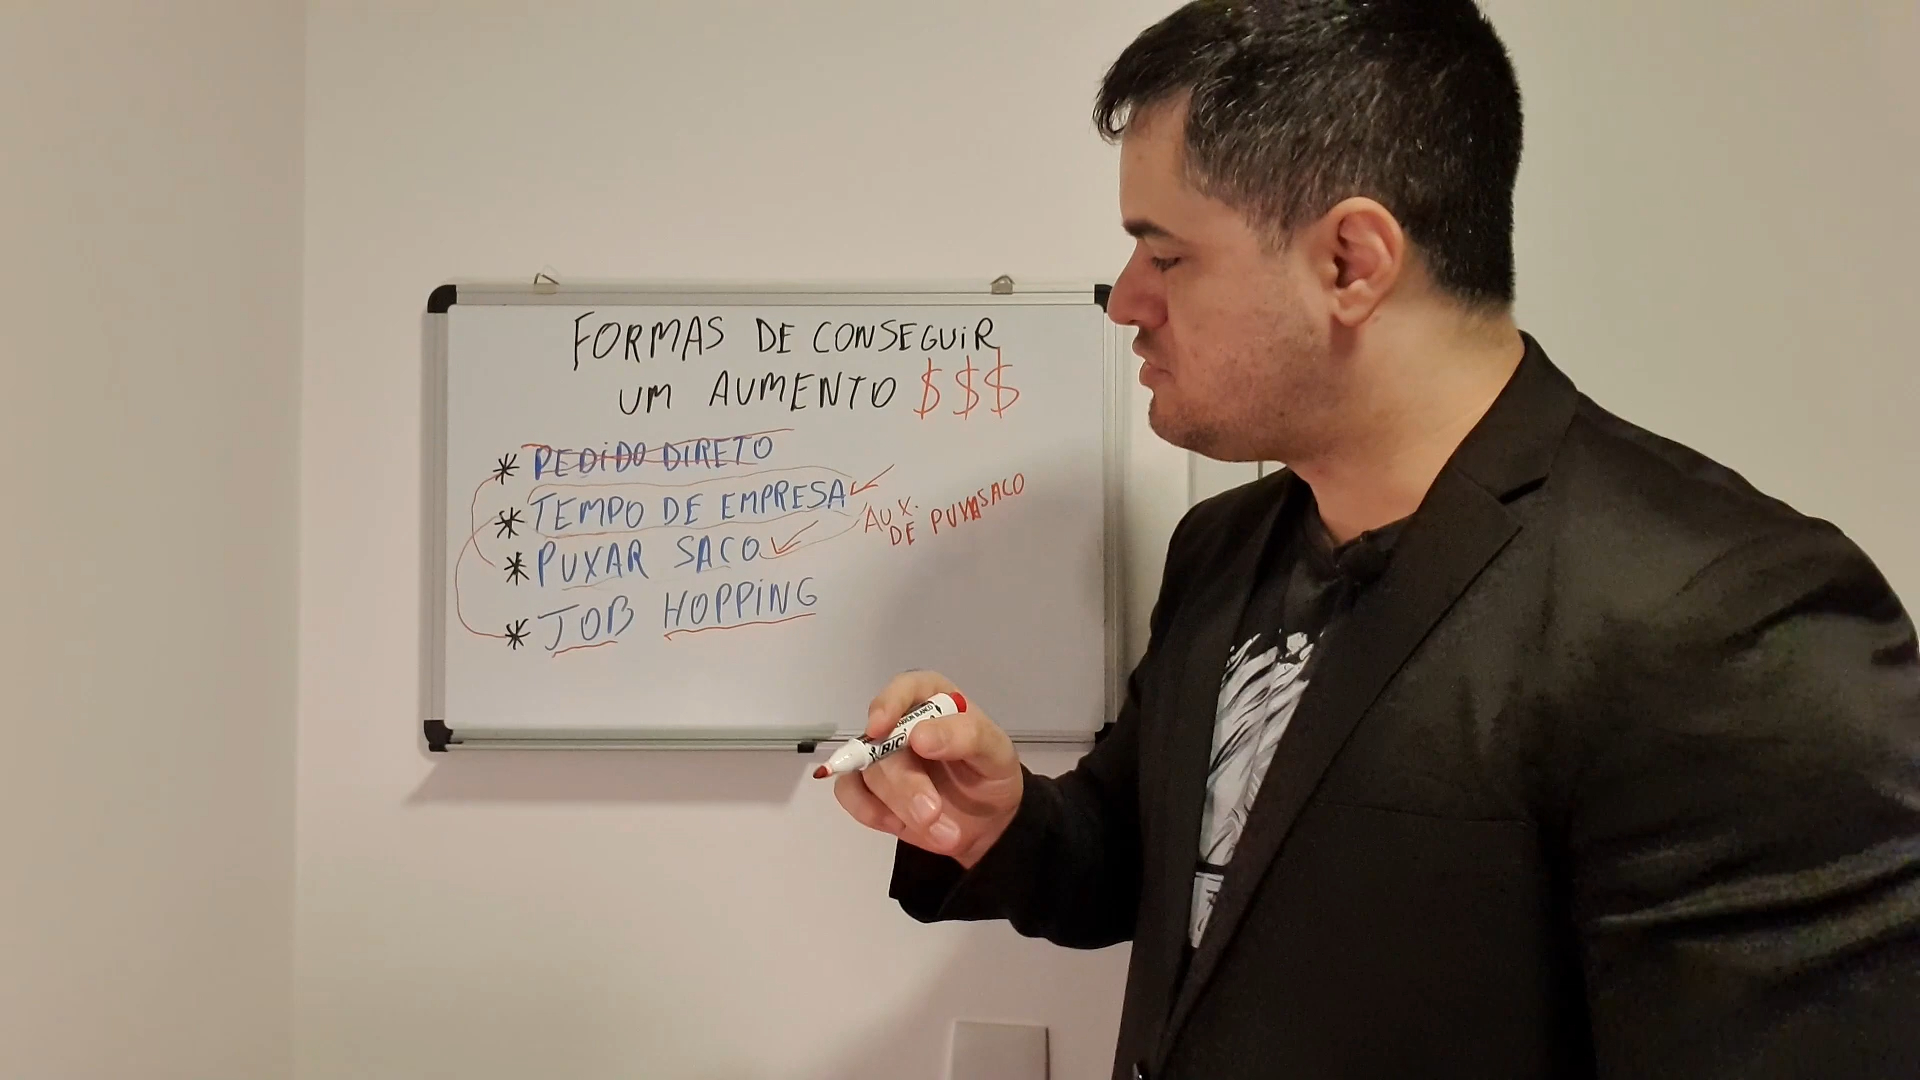 FORMAS DE CONSEGUIR
UM AUMENTO $$$
* PEDIDO DIRETO
* TEMPO DE EMPRESA
AUX.
DE PUXASACO
* PUXAR SACO
* JOB HOPPING
BIC